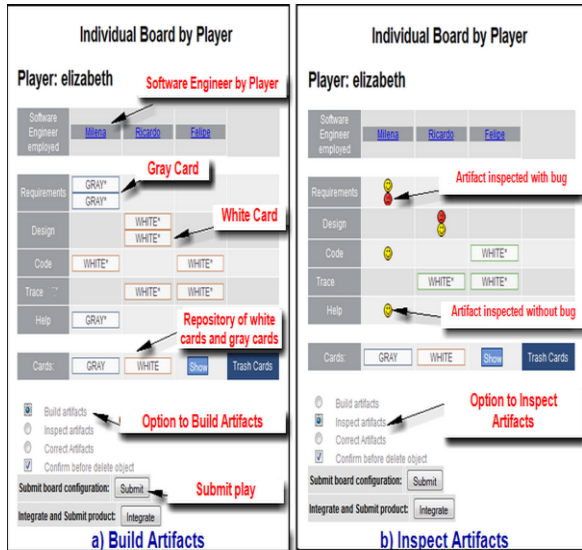 Individual Board by Player
Player: elizabeth
Software Engineer by Player
Software Engineer employed
Milena
Ricardo
Felipe
Gray Card
Requirements
GRAY*
GRAY*
White Card
Design
WHITE*
WHITE*
Code
WHITE*
WHITE*
Trace
WHITE*
WHITE*
Help
GRAY*
Repository of white
cards and gray cards
Cards:
GRAY
WHITE
Show
Trash Cards
Build artifacts
Inspect artifacts
Correct Artifacts
Confirm before delete object
Option to Build Artifacts
Submit board configuration:
Submit
Submit play
Integrate and Submit product:
Integrate
a) Build Artifacts
Individual Board by Player
Player: elizabeth
Software
Engineer
employed
Milena
Ricardo
Felipe
Requirements
Artifact inspected with bug
Design
Code
WHITE*
Trace
WHITE*
WHITE*
Help
Artifact inspected without bug
Cards:
GRAY
WHITE
Show
Trash Cards
Build artifacts
Inspect artifacts
Correct Artifacts
Confirm before delete object
Option to Inspect
Artifacts
Submit board configuration:
Submit
Integrate and Submit product:
Integrate
b) Inspect Artifacts